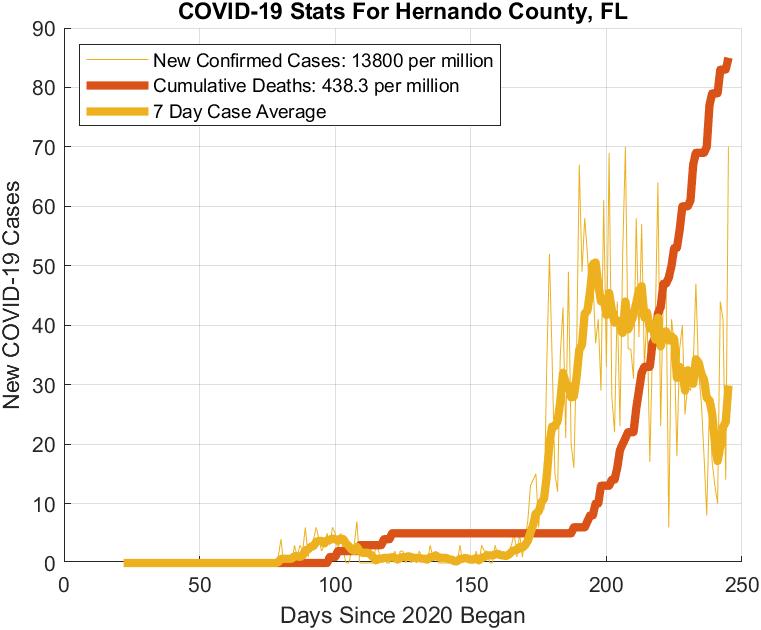 COVID-19 Stats For Hernando County, FL
New Confirmed Cases: 13800 per million
Cumulative Deaths: 438.3 per million
7 Day Case Average
New COVID-19 Cases
90
80
70
60
50
40
30
20
10
0
0 50 100 150 200 250
Days Since 2020 Began